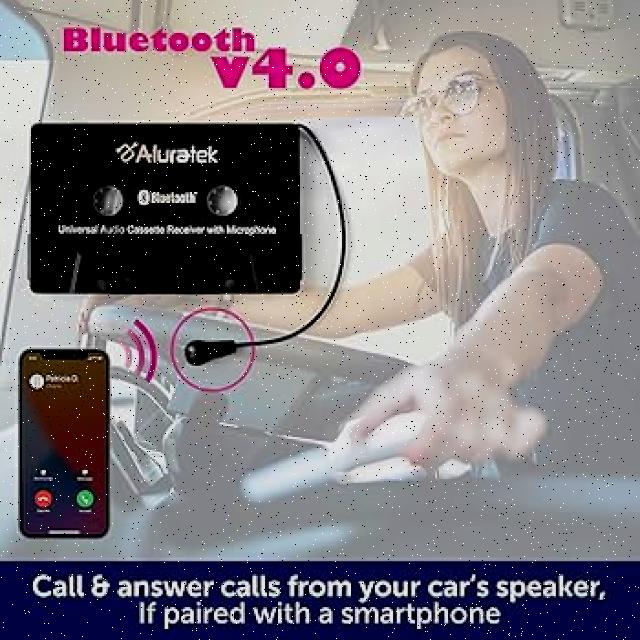 Bluetooth
v4.0
Aluratek
Bluetooth
Universal Audio Cassette Receiver with Microphone
Patricia D.
Call & answer calls from your car's speaker,
If paired with a smartphone